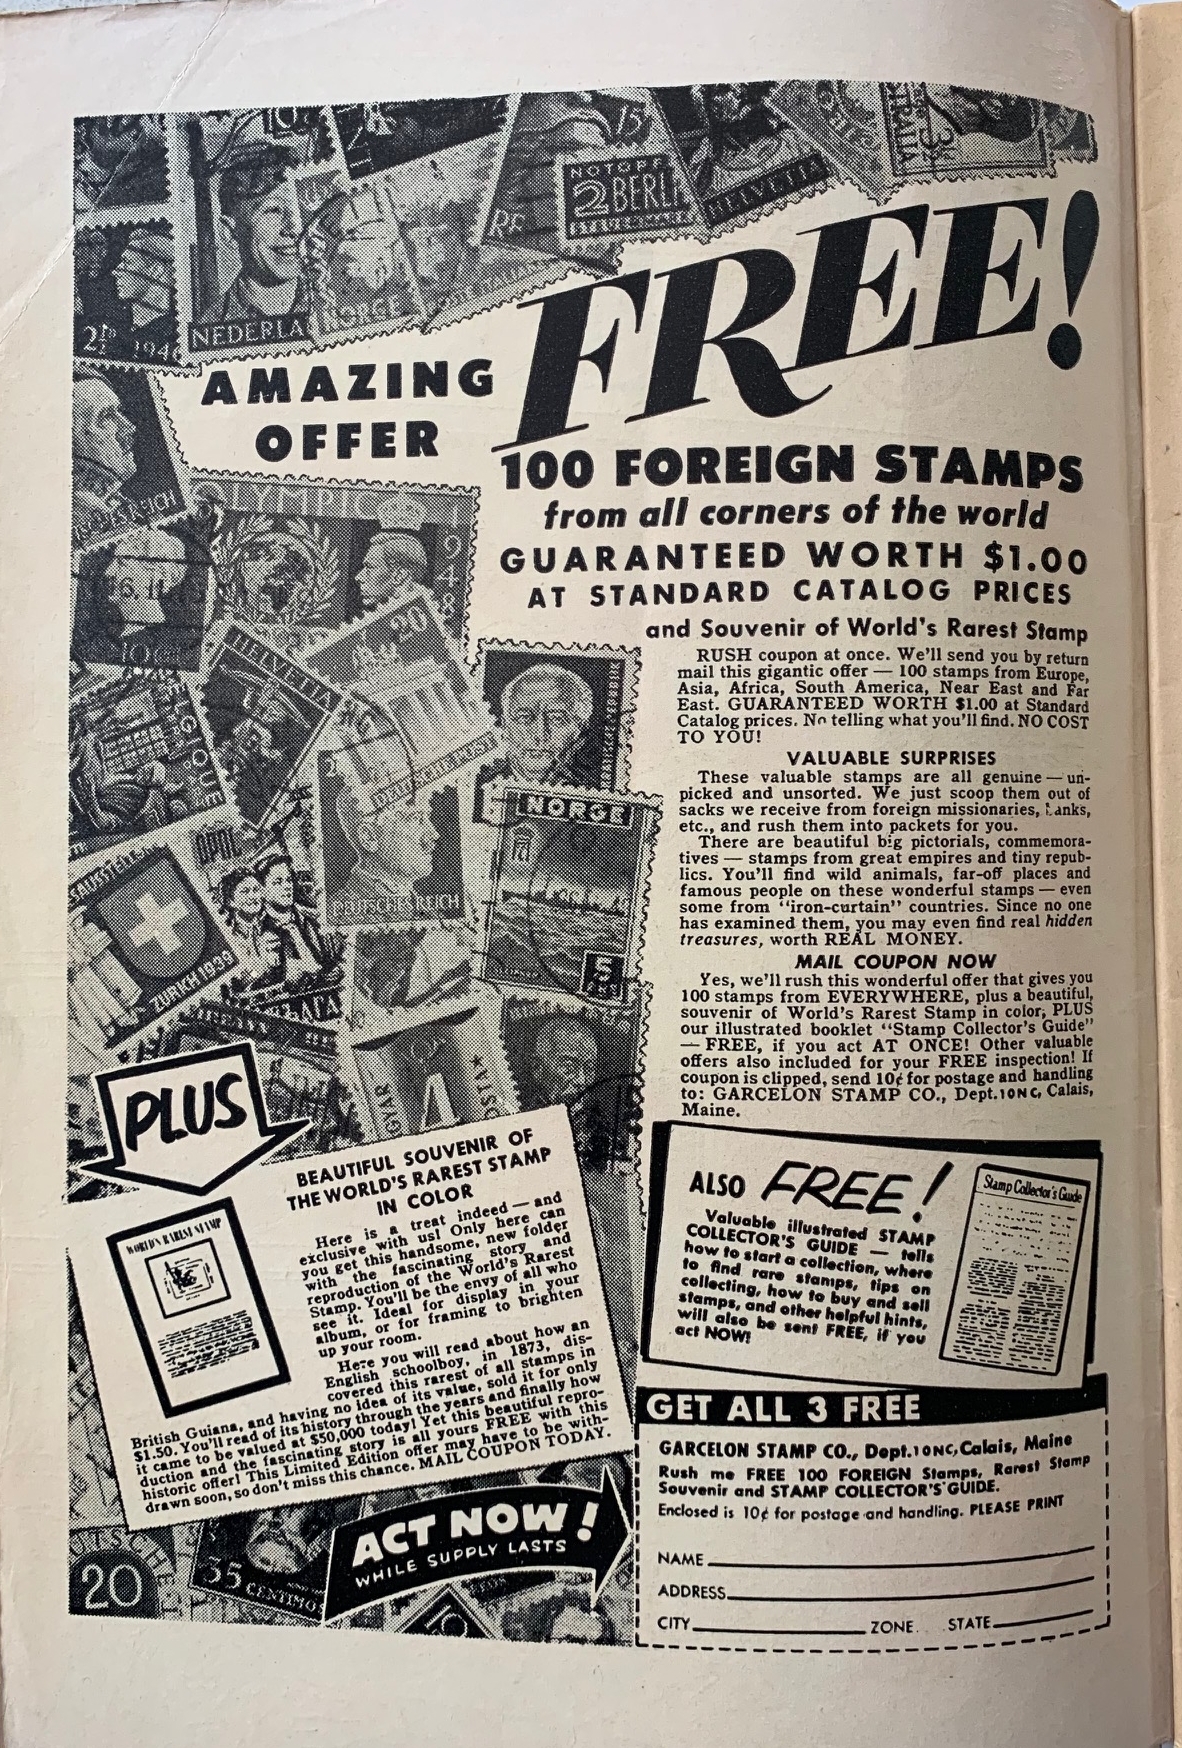 2½
1946
NEDERLA
NORGE
RF
15
NOTOPF
2 BERLI
HELVETIA
AMAZING
OFFER
FREE!
100 FOREIGN STAMPS
from all corners of the world
GUARANTEED WORTH $1.00
AT STANDARD CATALOG PRICES
and Souvenir of World's Rarest Stamp
RUSH coupon at once. We'll send you by return
mail this gigantic offer — 100 stamps from Europe,
Asia, Africa, South America, Near East and Far
East. GUARANTEED WORTH $1.00 at Standard
Catalog prices. No telling what you'll find. NO COST
TO YOU!
VALUABLE SURPRISES
These valuable stamps are all genuine — un-
picked and unsorted. We just scoop them out of
sacks we receive from foreign missionaries, banks,
etc., and rush them into packets for you.
There are beautiful big pictorials, commemora-
tives — stamps from great empires and tiny repub-
lics. You'll find wild animals, far-off places and
famous people on these wonderful stamps — even
some from "iron-curtain" countries. Since no one
has examined them, you may even find real hidden
treasures, worth REAL MONEY.
MAIL COUPON NOW
Yes, we'll rush this wonderful offer that gives you
100 stamps from EVERYWHERE, plus a beautiful,
souvenir of World's Rarest Stamp in color, PLUS
our illustrated booklet "Stamp Collector's Guide"
— FREE, if you act AT ONCE! Other valuable
offers also included for your FREE inspection! If
coupon is clipped, send 10¢ for postage and handling
to: GARCELON STAMP CO., Dept. 10NC, Calais,
Maine.
OLYMPIC
1948
HELVETIA
20
DEUTSCHE POST
NORGE
DEUTSCHES REICH
ZURICH 1939
PLUS
BEAUTIFUL SOUVENIR OF
THE WORLD'S RAREST STAMP
IN COLOR
WORLD'S RAREST STAMP
Here is a treat indeed — and
exclusive with us! Only here can
you get this handsome, new folder
with the fascinating story and
reproduction of the World's Rarest
Stamp. You'll be the envy of all who
see it. Ideal for display in your
album, or for framing to brighten
up your room.
Here you will read about how an
English schoolboy, in 1873, dis-
covered this rarest of all stamps in
British Guiana, and having no idea of its value, sold it for only
$1.50. You'll read of its history through the years and finally how
it came to be valued at $50,000 today! Yet this beautiful repro-
duction and the fascinating story is all yours FREE with this
historic offer! This Limited Edition offer may have to be with-
drawn soon, so don't miss this chance. MAIL COUPON TODAY.
ALSO FREE!
Valuable illustrated STAMP
COLLECTOR'S GUIDE — tells
how to start a collection, where
to find rare stamps, tips on
collecting, how to buy and sell
stamps, and other helpful hints,
will also be sent FREE, if you
act NOW!
Stamp Collector's Guide
20
35 CENTIMOS
ACT NOW!
WHILE SUPPLY LASTS
GET ALL 3 FREE
GARCELON STAMP CO., Dept. 10NC, Calais, Maine
Rush me FREE 100 FOREIGN Stamps, Rarest Stamp
Souvenir and STAMP COLLECTOR'S GUIDE.
Enclosed is 10¢ for postage and handling. PLEASE PRINT
NAME
ADDRESS
CITY ZONE STATE